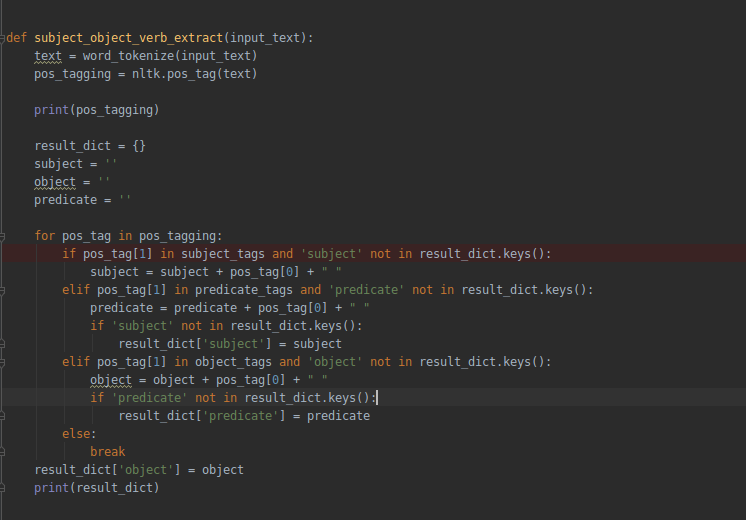 def subject_object_verb_extract(input_text):
    text = word_tokenize(input_text)
    pos_tagging = nltk.pos_tag(text)
    print(pos_tagging)
    result_dict = {}
    subject = ''
    object = ''
    predicate = ''
    for pos_tag in pos_tagging:
        if pos_tag[1] in subject_tags and 'subject' not in result_dict.keys():
            subject = subject + pos_tag[0] + " "
        elif pos_tag[1] in predicate_tags and 'predicate' not in result_dict.keys():
            predicate = predicate + pos_tag[0] + " "
            if 'subject' not in result_dict.keys():
                result_dict['subject'] = subject
        elif pos_tag[1] in object_tags and 'object' not in result_dict.keys():
            object = object + pos_tag[0] + " "
            if 'predicate' not in result_dict.keys():
                result_dict['predicate'] = predicate
        else:
            break
    result_dict['object'] = object
    print(result_dict)